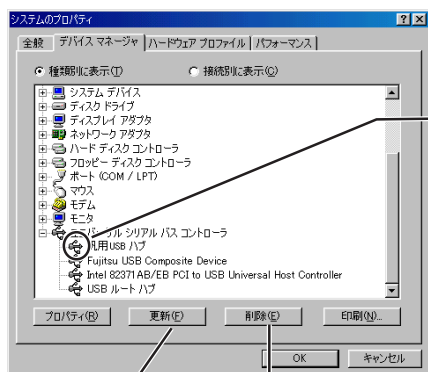 システムのプロパティ
全般 デバイス マネージャ ハードウェア プロファイル パフォーマンス
種類別に表示(T) 接続別に表示(C)
システム デバイス
ディスク ドライブ
ディスプレイ アダプタ
ネットワーク アダプタ
ハード ディスク コントローラ
フロッピー ディスク コントローラ
ポート (COM / LPT)
マウス
モデム
モニタ
ユニバーサル シリアル バス コントローラ
汎用USB ハブ
Fujitsu USB Composite Device
Intel 82371AB/EB PCI to USB Universal Host Controller
USB ルート ハブ
プロパティ(R) 更新(F) 削除(E) 印刷(N)...
OK キャンセル